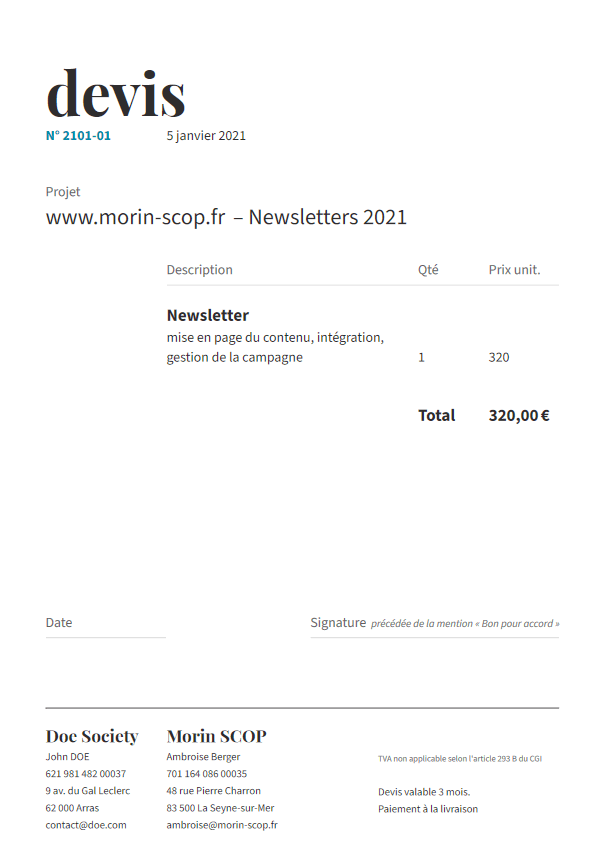 devis
N° 2101-01 5 janvier 2021
Projet
www.morin-scop.fr – Newsletters 2021
Description Qté Prix unit.
Newsletter
mise en page du contenu, intégration,
gestion de la campagne 1 320
Total 320,00 €
Date Signature précédée de la mention « Bon pour accord »
Doe Society Morin SCOP
John DOE Ambroise Berger TVA non applicable selon l'article 293 B du CGI
621 981 482 00037 701 164 086 00035
9 av. du Gal Leclerc 48 rue Pierre Charron Devis valable 3 mois.
62 000 Arras 83 500 La Seyne-sur-Mer Paiement à la livraison
contact@doe.com ambroise@morin-scop.fr